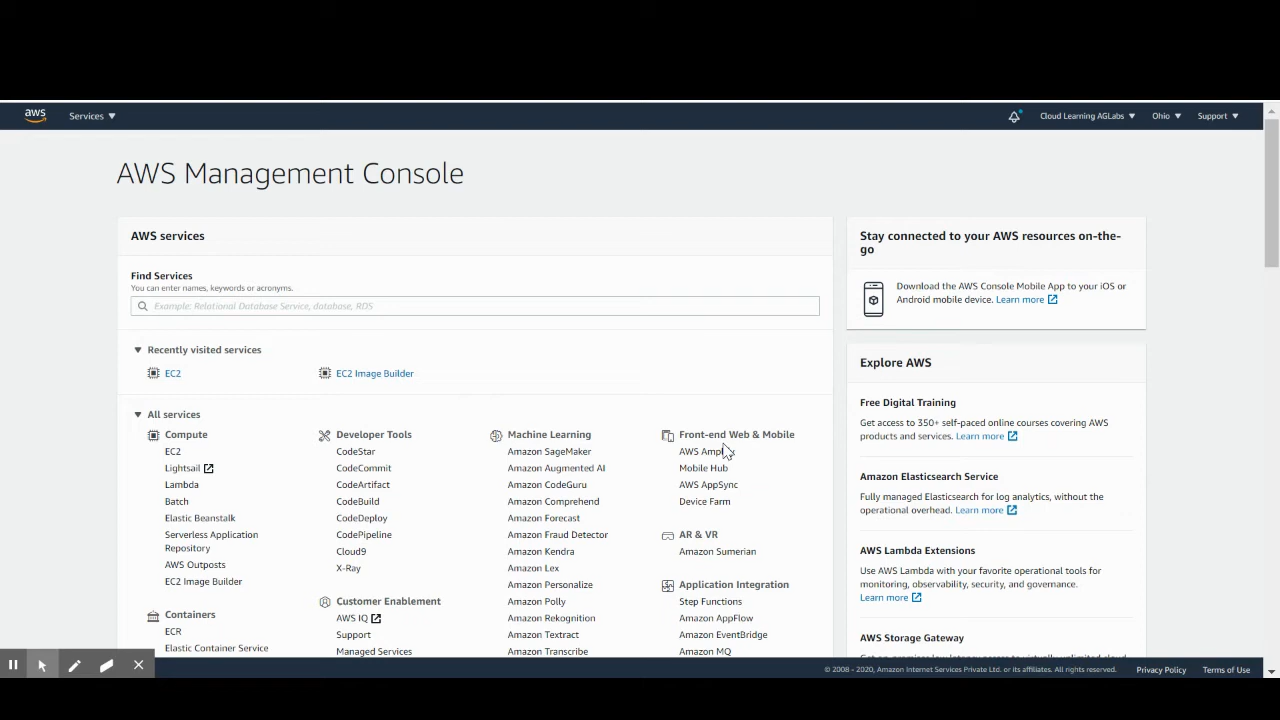 aws Services Cloud Learning AGLabs Ohio Support
AWS Management Console
AWS services
Find Services
You can enter names, keywords or acronyms.
Example: Relational Database Service, database, RDS
Recently visited services
EC2
EC2 Image Builder
All services
Compute
EC2
Lightsail
Lambda
Batch
Elastic Beanstalk
Serverless Application
Repository
AWS Outposts
EC2 Image Builder
Containers
ECR
Elastic Container Service
Developer Tools
CodeStar
CodeCommit
CodeArtifact
CodeBuild
CodeDeploy
CodePipeline
Cloud9
X-Ray
Customer Enablement
AWS IQ
Support
Managed Services
Machine Learning
Amazon SageMaker
Amazon Augmented AI
Amazon CodeGuru
Amazon Comprehend
Amazon Forecast
Amazon Fraud Detector
Amazon Kendra
Amazon Lex
Amazon Personalize
Amazon Polly
Amazon Rekognition
Amazon Textract
Amazon Transcribe
Front-end Web & Mobile
AWS Amplify
Mobile Hub
AWS AppSync
Device Farm
AR & VR
Amazon Sumerian
Application Integration
Step Functions
Amazon AppFlow
Amazon EventBridge
Amazon MQ
Stay connected to your AWS resources on-the-
go
Download the AWS Console Mobile App to your iOS or
Android mobile device. Learn more
Explore AWS
Free Digital Training
Get access to 350+ self-paced online courses covering AWS
products and services. Learn more
Amazon Elasticsearch Service
Fully managed Elasticsearch for log analytics, without the
operational overhead. Learn more
AWS Lambda Extensions
Use AWS Lambda with your favorite operational tools for
monitoring, observability, security, and governance.
Learn more
AWS Storage Gateway
© 2008 - 2020, Amazon Internet Services Private Ltd. or its affiliates. All rights reserved. Privacy Policy Terms of Use